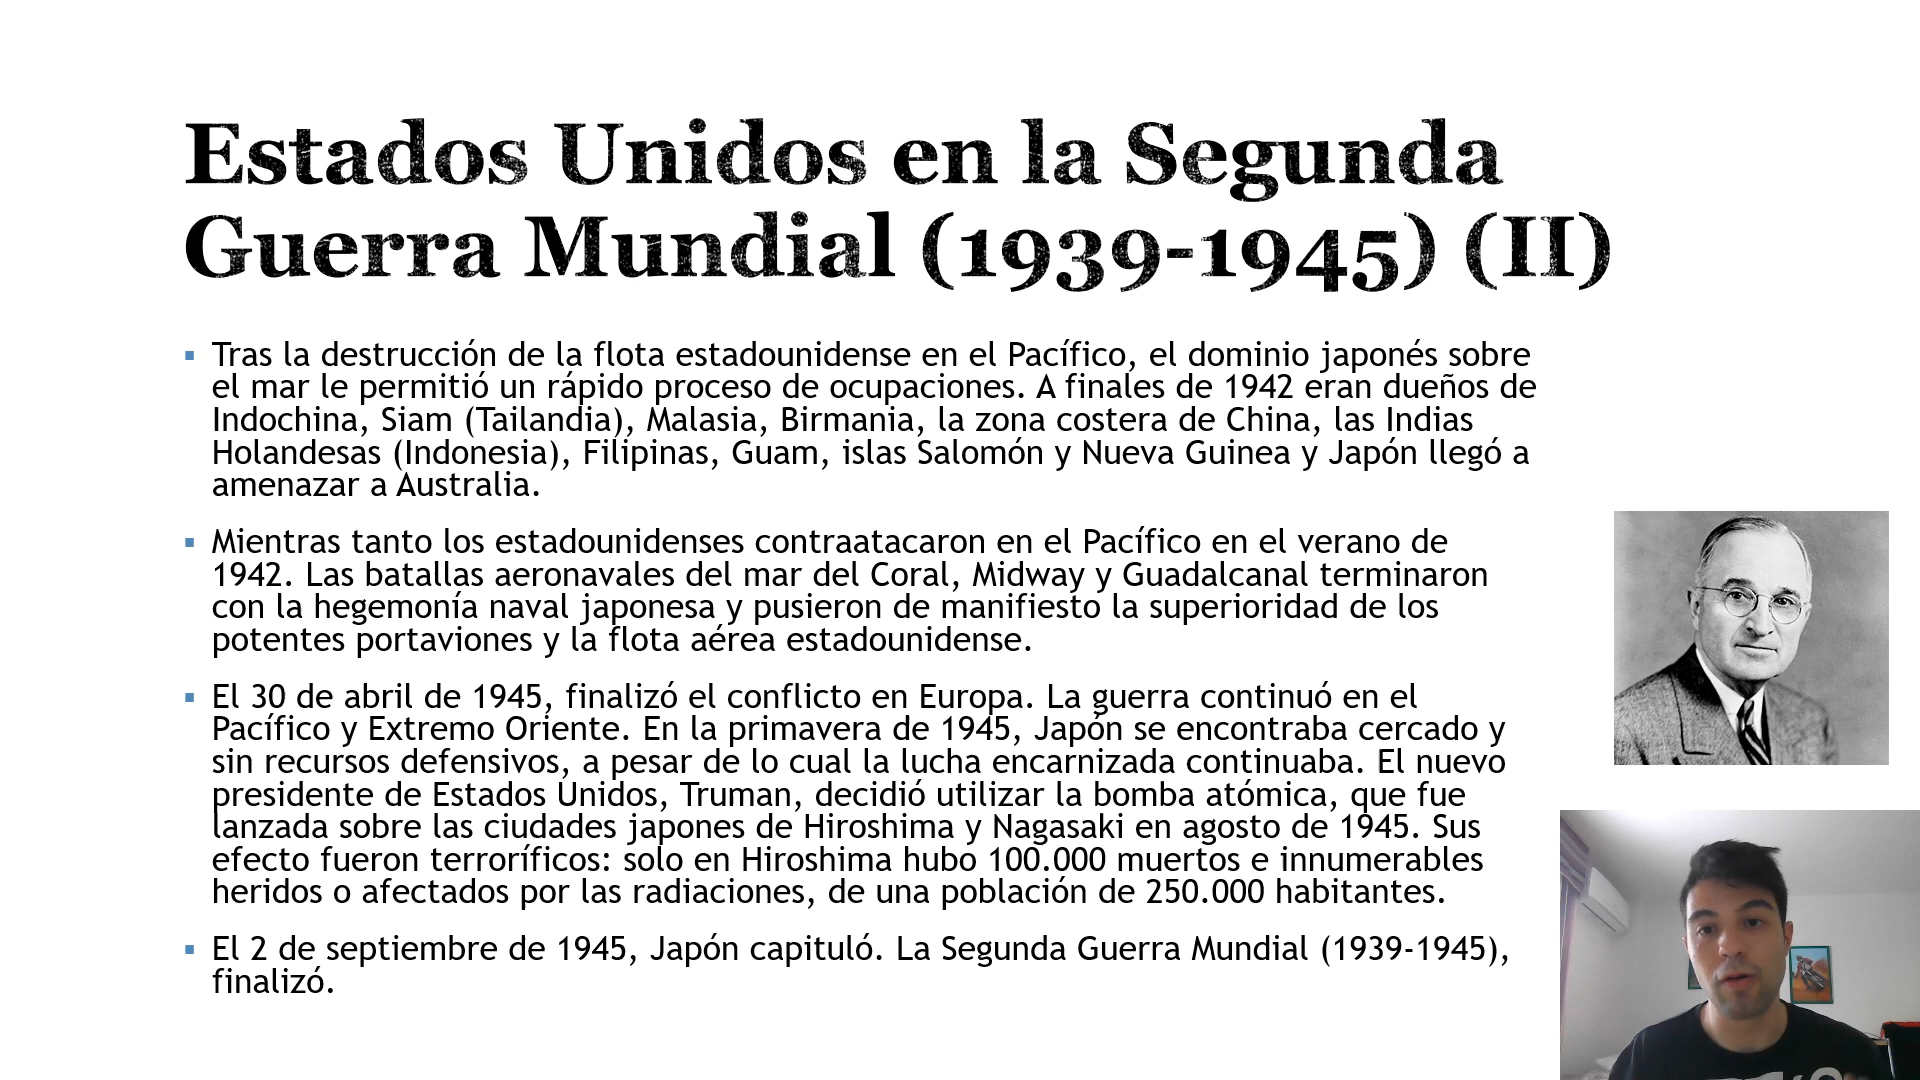 Estados Unidos en la Segunda
Guerra Mundial (1939-1945) (II)
Tras la destrucción de la flota estadounidense en el Pacífico, el dominio japonés sobre
el mar le permitió un rápido proceso de ocupaciones. A finales de 1942 eran dueños de
Indochina, Siam (Tailandia), Malasia, Birmania, la zona costera de China, las Indias
Holandesas (Indonesia), Filipinas, Guam, islas Salomón y Nueva Guinea y Japón llegó a
amenazar a Australia.
Mientras tanto los estadounidenses contraatacaron en el Pacífico en el verano de
1942. Las batallas aeronavales del mar del Coral, Midway y Guadalcanal terminaron
con la hegemonía naval japonesa y pusieron de manifiesto la superioridad de los
potentes portaviones y la flota aérea estadounidense.
El 30 de abril de 1945, finalizó el conflicto en Europa. La guerra continuó en el
Pacífico y Extremo Oriente. En la primavera de 1945, Japón se encontraba cercado y
sin recursos defensivos, a pesar de lo cual la lucha encarnizada continuaba. El nuevo
presidente de Estados Unidos, Truman, decidió utilizar la bomba atómica, que fue
lanzada sobre las ciudades japones de Hiroshima y Nagasaki en agosto de 1945. Sus
efecto fueron terroríficos: solo en Hiroshima hubo 100.000 muertos e innumerables
heridos o afectados por las radiaciones, de una población de 250.000 habitantes.
El 2 de septiembre de 1945, Japón capituló. La Segunda Guerra Mundial (1939-1945),
finalizó.